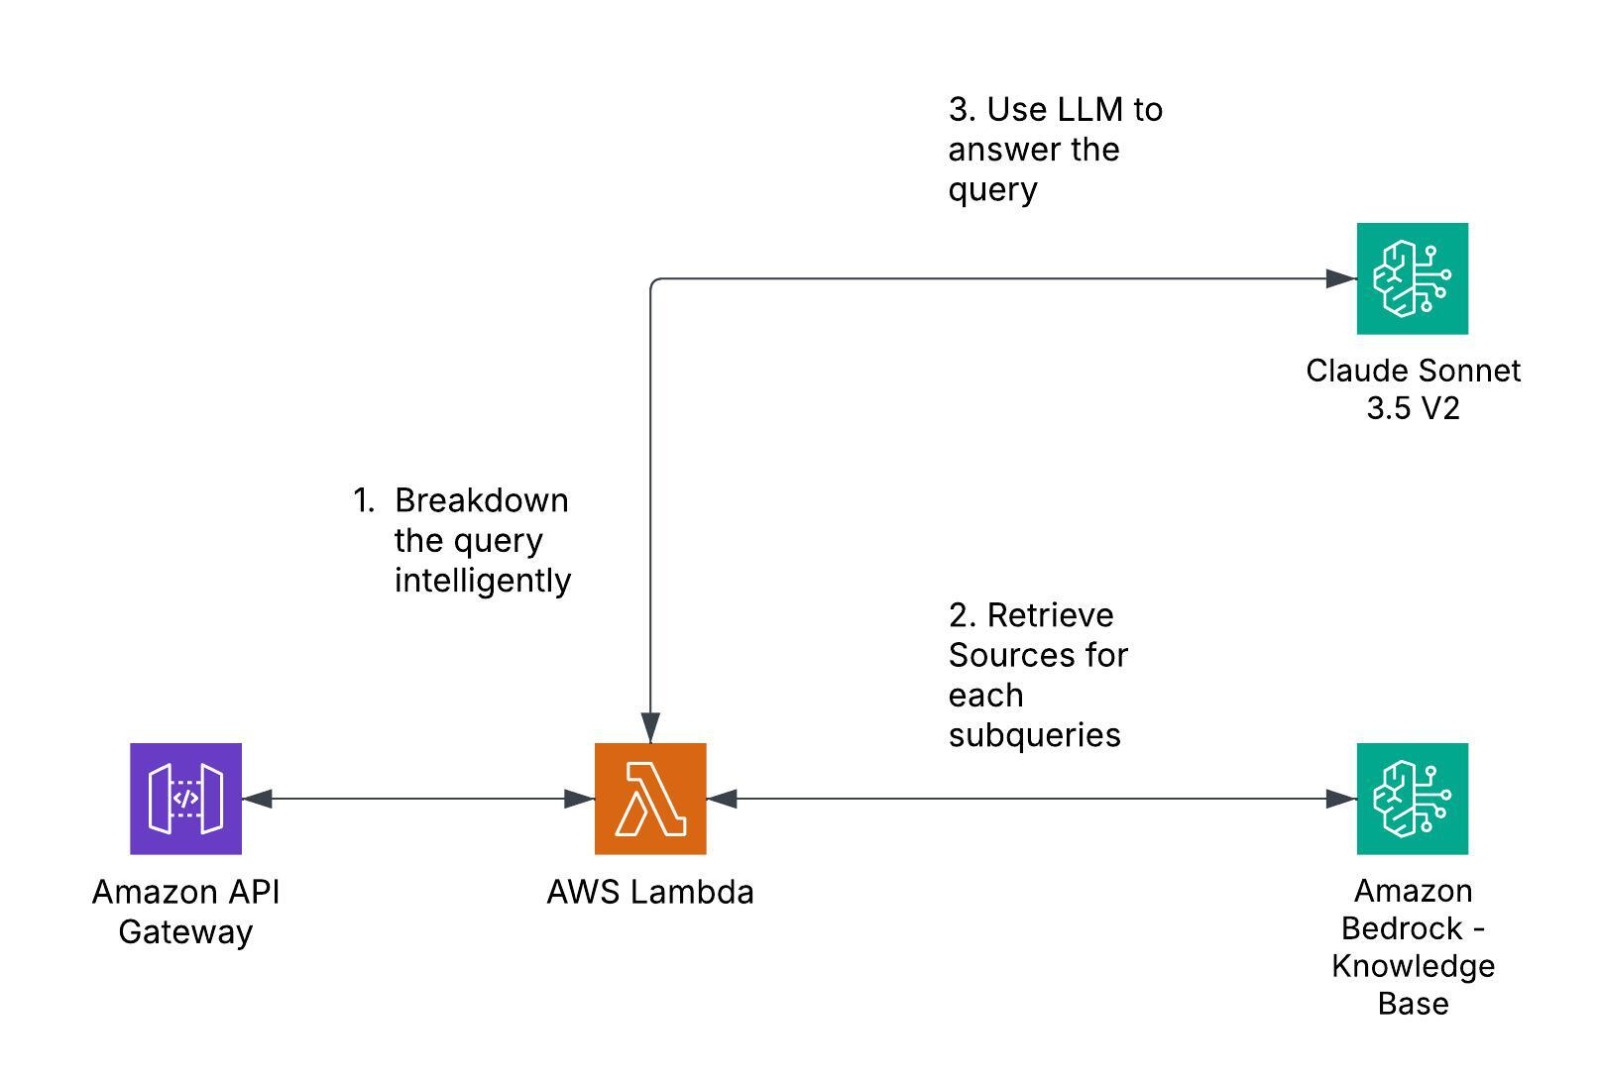 3. Use LLM to
answer the
query
Claude Sonnet
3.5 V2
1. Breakdown
the query
intelligently
2. Retrieve
Sources for
each
subqueries
</>
Amazon API
Gateway
AWS Lambda
Amazon
Bedrock -
Knowledge
Base